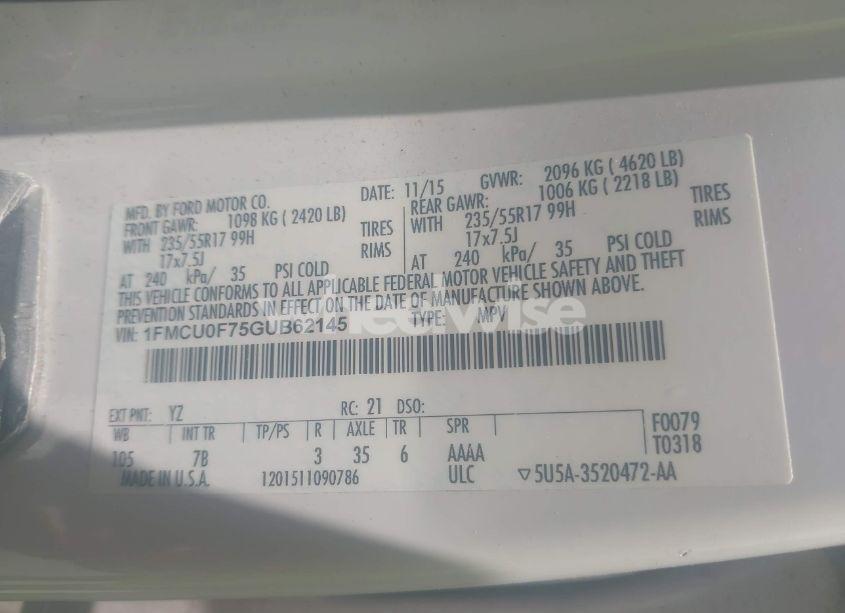 MFD. BY FORD MOTOR CO. DATE: 11/15 GVWR: 2096 KG ( 4620 LB)
FRONT GAWR: 1098 KG ( 2420 LB) REAR GAWR: 1006 KG ( 2218 LB)
WITH 235/55R17 99H TIRES WITH 235/55R17 99H TIRES
17x7.5J RIMS 17x7.5J RIMS
AT 240 kPa/ 35 PSI COLD AT 240 kPa/ 35 PSI COLD
THIS VEHICLE CONFORMS TO ALL APPLICABLE FEDERAL MOTOR VEHICLE SAFETY AND THEFT
PREVENTION STANDARDS IN EFFECT ON THE DATE OF MANUFACTURE SHOWN ABOVE.
VIN: 1FMCU0F75GUB62145 TYPE: MPV
EXT PNT: YZ RC: 21 DSO:
WB INT TR TP/PS R AXLE TR SPR F0079
105 7B 3 35 6 AAAA T0318
MADE IN U.S.A. 1201511090786 ULC ▽5U5A-3520472-AA